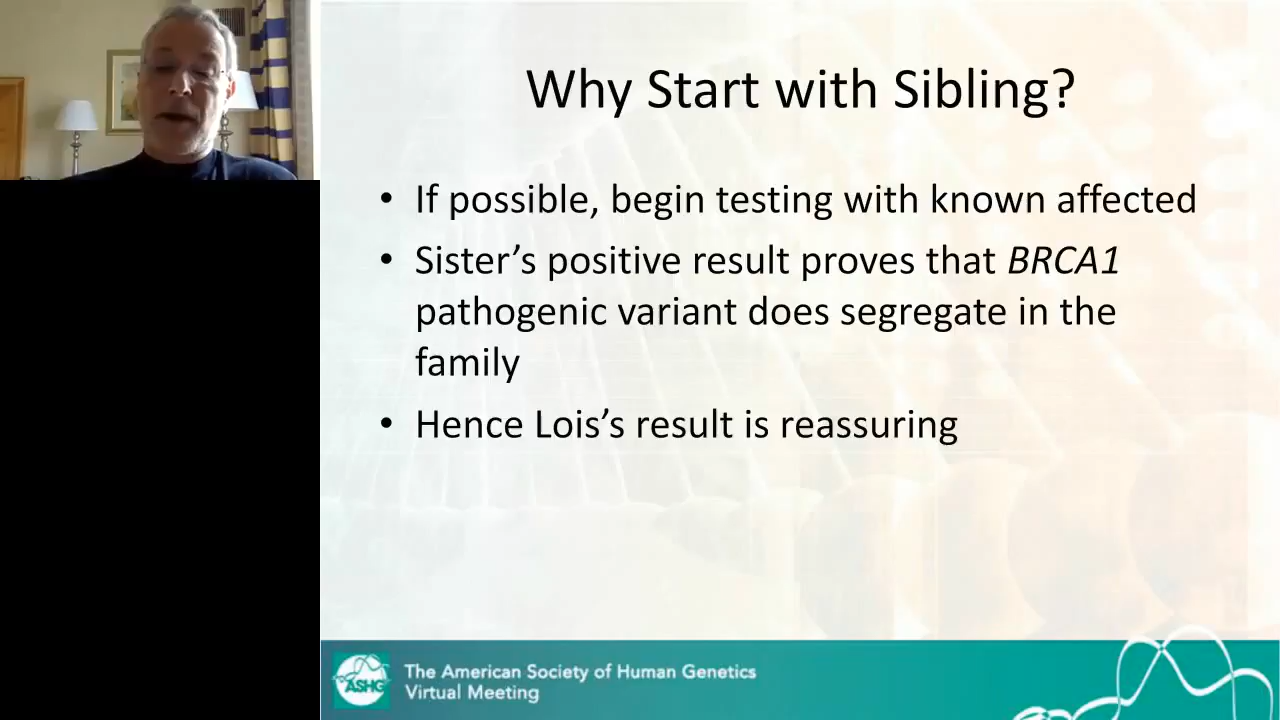 Why Start with Sibling?
• If possible, begin testing with known affected
• Sister’s positive result proves that BRCA1
pathogenic variant does segregate in the
family
• Hence Lois’s result is reassuring
ASHG
The American Society of Human Genetics
Virtual Meeting